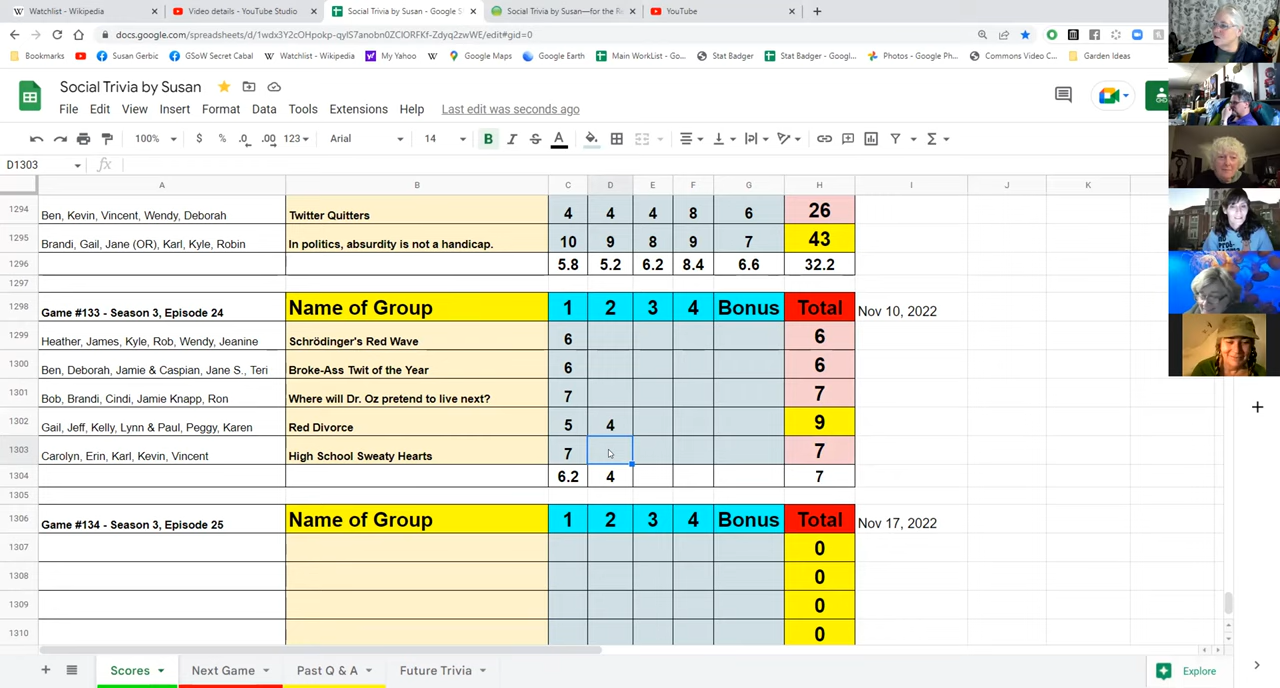 Watchlist - Wikipedia × Video details - YouTube Studio × Social Trivia by Susan - Google S × Social Trivia by Susan—for the R × YouTube × +
docs.google.com/spreadsheets/d/1wdx3Y2cOHpokp-qyIS7anobn0ZCIORFKf-Zdyq2zwWE/edit#gid=0
Bookmarks Susan Gerbic GSoW Secret Cabal Watchlist - Wikipedia My Yahoo Google Maps Google Earth Main WorkList - Go... Stat Badger Stat Badger - Googl... Photos - Google Ph... Commons Video C... Garden Ideas
Social Trivia by Susan
File Edit View Insert Format Data Tools Extensions Help Last edit was seconds ago
100% $ % .0 .00 123 Arial 14 B I S A
D1303 fx
A B C D E F G H I J K
1294 Ben, Kevin, Vincent, Wendy, Deborah Twitter Quitters 4 4 4 8 6 26
1295 Brandi, Gail, Jane (OR), Karl, Kyle, Robin In politics, absurdity is not a handicap. 10 9 8 9 7 43
1296 5.8 5.2 6.2 8.4 6.6 32.2
1297
1298 Game #133 - Season 3, Episode 24 Name of Group 1 2 3 4 Bonus Total Nov 10, 2022
1299 Heather, James, Kyle, Rob, Wendy, Jeanine Schrödinger's Red Wave 6 6
1300 Ben, Deborah, Jamie & Caspian, Jane S., Teri Broke-Ass Twit of the Year 6 6
1301 Bob, Brandi, Cindi, Jamie Knapp, Ron Where will Dr. Oz pretend to live next? 7 7
1302 Gail, Jeff, Kelly, Lynn & Paul, Peggy, Karen Red Divorce 5 4 9
1303 Carolyn, Erin, Karl, Kevin, Vincent High School Sweaty Hearts 7 7
1304 6.2 4 7
1305
1306 Game #134 - Season 3, Episode 25 Name of Group 1 2 3 4 Bonus Total Nov 17, 2022
1307 0
1308 0
1309 0
1310 0
Scores Next Game Past Q & A Future Trivia Explore